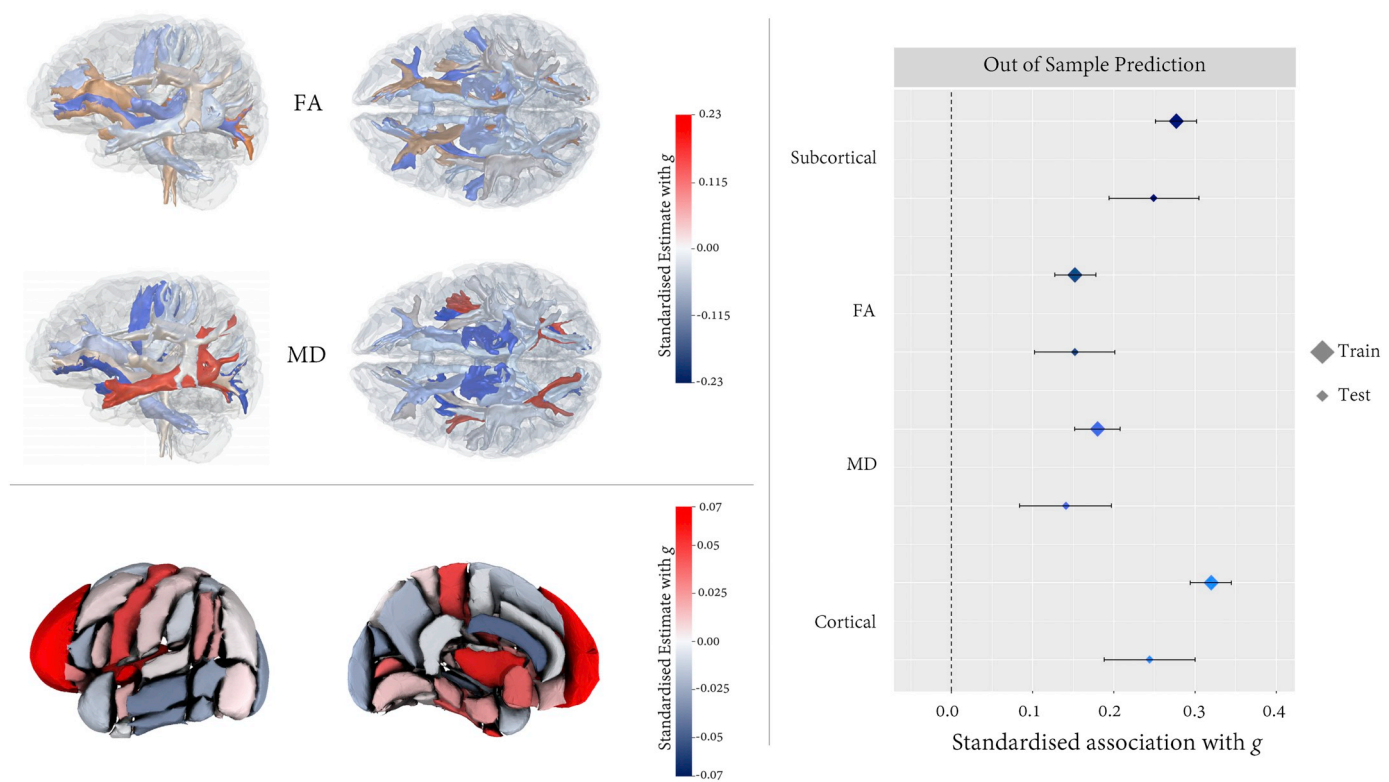 FA
Standardised Estimate with g
0.23
0.115
0.00
-0.115
-0.23
MD
Standardised Estimate with g
0.07
0.05
0.025
0.00
-0.025
-0.05
-0.07
Out of Sample Prediction
Subcortical
FA
MD
Cortical
0.0 0.1 0.2 0.3 0.4
Standardised association with g
Train
Test